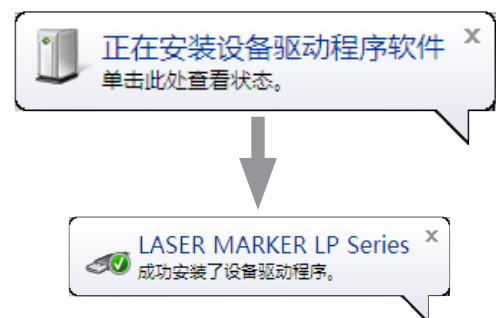 正在安装设备驱动程序软件
单击此处查看状态。
LASER MARKER LP Series
成功安装了设备驱动程序。